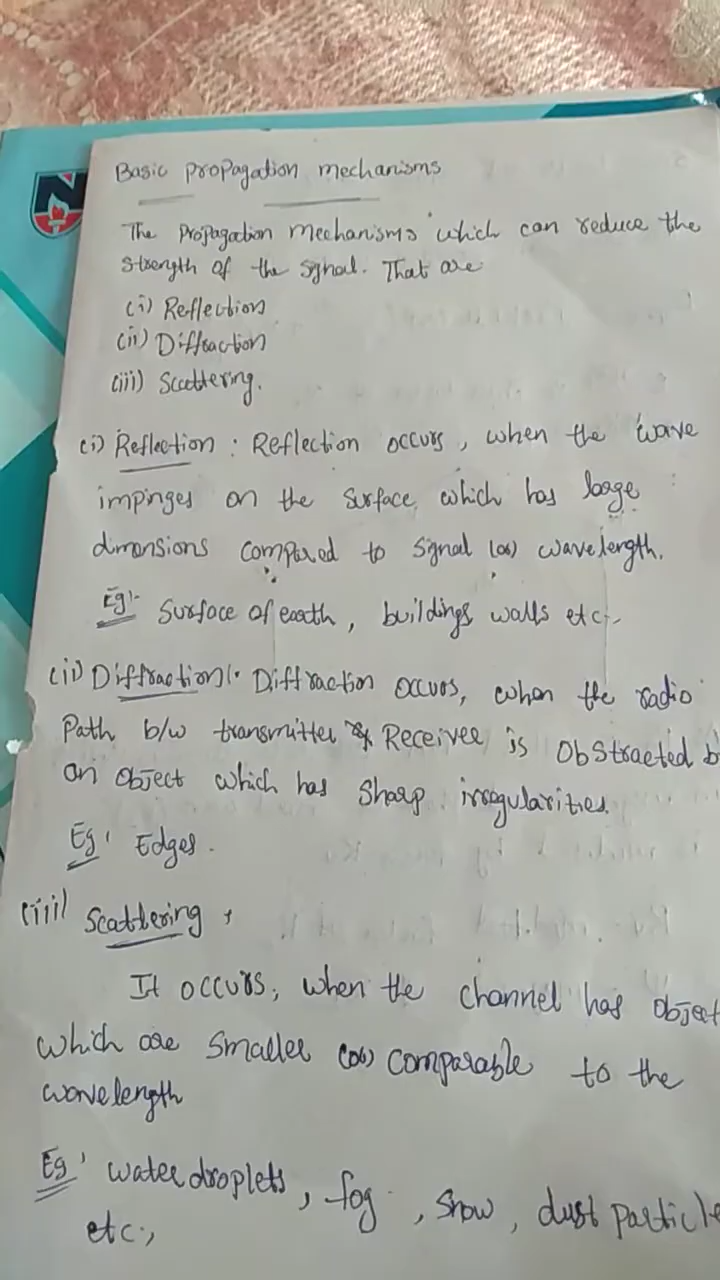 Basic Propagation mechanisms
The Propagation Mechanisms which can reduce the
Strength of the Signal. That are
(i) Reflection
(ii) Diffraction
(iii) Scattering.
(i) Reflection : Reflection occurs, when the wave
impinges on the Surface which has large
dimensions Compared to Signal (or) wavelength.
Eg:- Surface of earth, buildings walls etc.,
(ii) Diffraction:- Diffraction occurs, when the radio
Path b/w transmitter & Receiver is Obstracted b
an Object which has Sharp irregularities.
Eg: Edges.
(iii) Scattering :
It occurs, when the channel has Object
which are Smaller (or) Comparable to the
wavelength
Eg: water droplets, fog, Snow, dust particle
etc.,
N